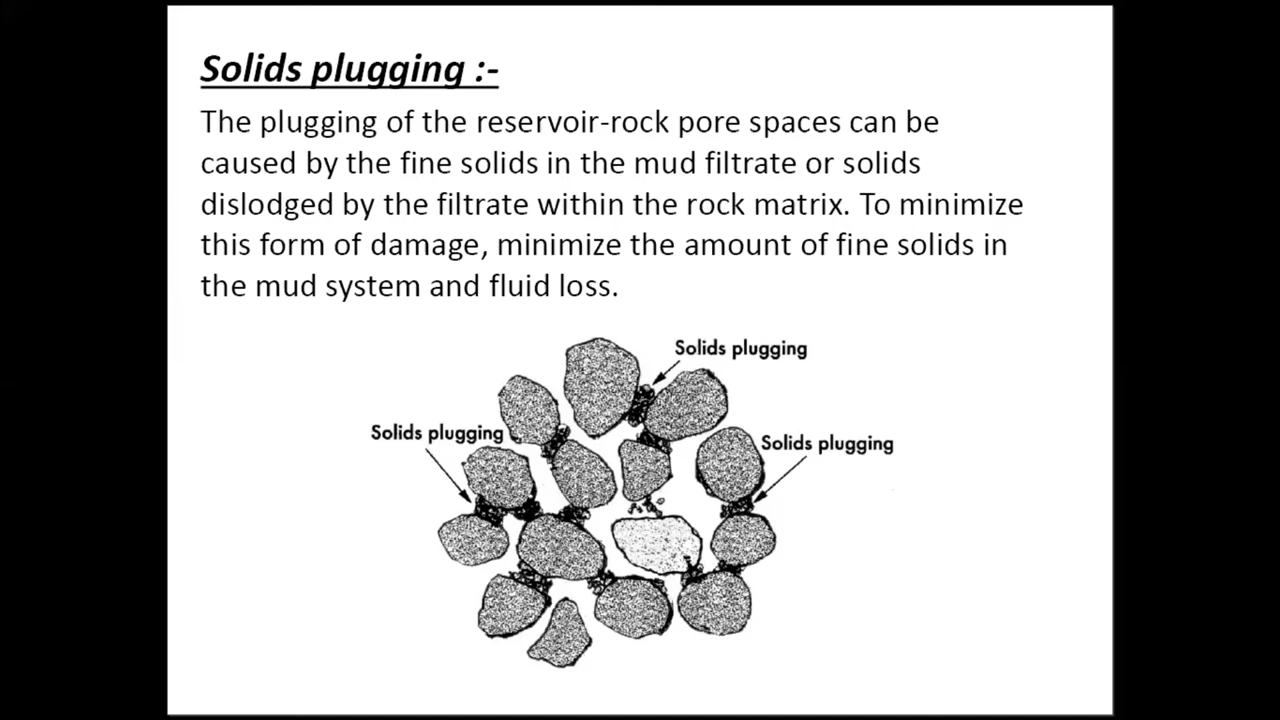 Solids plugging :-
The plugging of the reservoir-rock pore spaces can be
caused by the fine solids in the mud filtrate or solids
dislodged by the filtrate within the rock matrix. To minimize
this form of damage, minimize the amount of fine solids in
the mud system and fluid loss.
Solids plugging
Solids plugging
Solids plugging